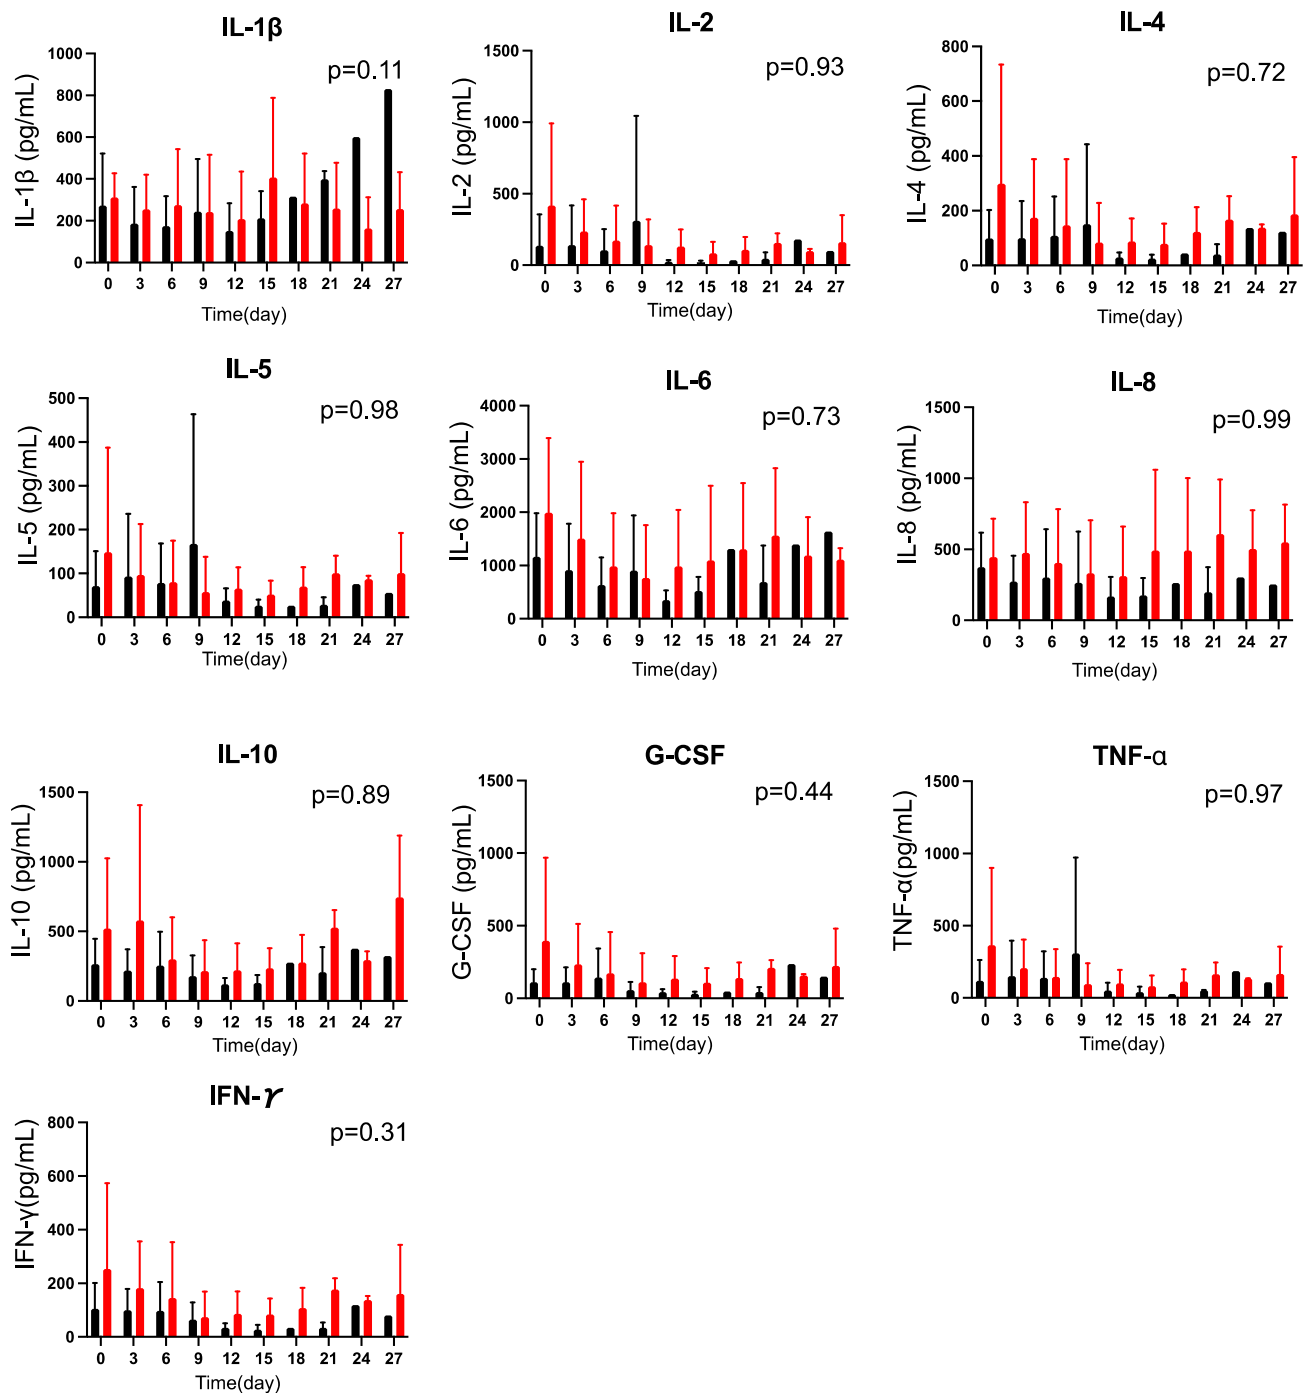 IL-1β
p=0.11
IL-1β (pg/mL)
1000
800
600
400
200
0
0 3 6 9 12 15 18 21 24 27
Time(day)
IL-2
p=0.93
IL-2 (pg/mL)
1500
1000
500
0
0 3 6 9 12 15 18 21 24 27
Time(day)
IL-4
p=0.72
IL-4 (pg/mL)
800
600
400
200
0
0 3 6 9 12 15 18 21 24 27
Time(day)
IL-5
p=0.98
IL-5 (pg/mL)
500
400
300
200
100
0
0 3 6 9 12 15 18 21 24 27
Time(day)
IL-6
p=0.73
IL-6 (pg/mL)
4000
3000
2000
1000
0
0 3 6 9 12 15 18 21 24 27
Time(day)
IL-8
p=0.99
IL-8 (pg/mL)
1500
1000
500
0
0 3 6 9 12 15 18 21 24 27
Time(day)
IL-10
p=0.89
IL-10 (pg/mL)
1500
1000
500
0
0 3 6 9 12 15 18 21 24 27
Time(day)
G-CSF
p=0.44
G-CSF (pg/mL)
1500
1000
500
0
0 3 6 9 12 15 18 21 24 27
Time(day)
TNF-α
p=0.97
TNF-α(pg/mL)
1500
1000
500
0
0 3 6 9 12 15 18 21 24 27
Time(day)
IFN-γ
p=0.31
IFN-γ(pg/mL)
800
600
400
200
0
0 3 6 9 12 15 18 21 24 27
Time(day)